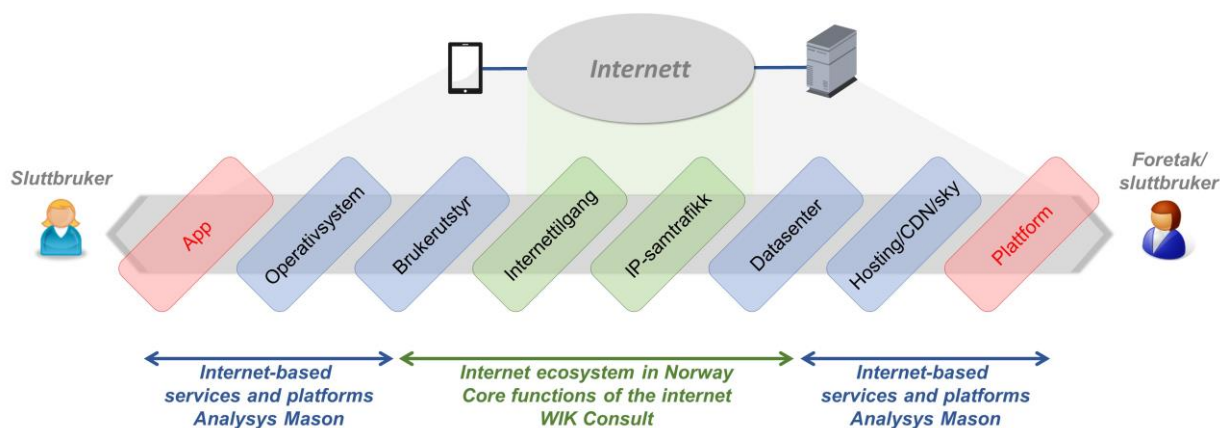 Internett
Sluttbruker
Foretak/
sluttbruker
App
Operativsystem
Brukerutstyr
Internettilgang
IP-samtrafikk
Datasenter
Hosting/CDN/sky
Plattform
Internet-based
services and platforms
Analysys Mason
Internet ecosystem in Norway
Core functions of the internet
WIK Consult
Internet-based
services and platforms
Analysys Mason